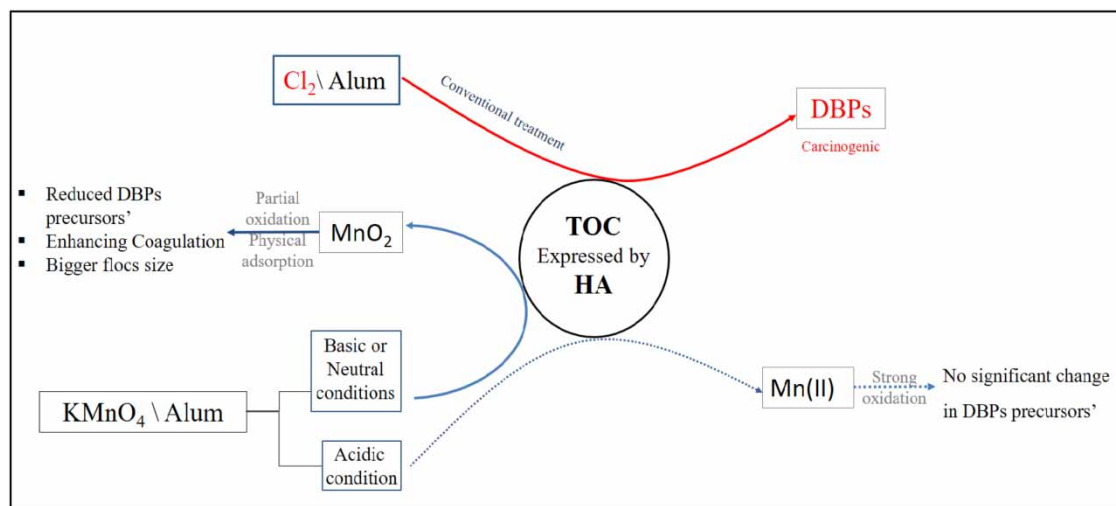 Cl₂\ Alum
Conventional treatment
DBPs
Carcinogenic
TOC
Expressed by
HA
▪ Reduced DBPs
precursors’
▪ Enhancing Coagulation
▪ Bigger flocs size
Partial
oxidation
Physical
adsorption
MnO₂
Basic or
Neutral
conditions
KMnO₄ \ Alum
Acidic
condition
Mn(II)
Strong
oxidation
No significant change
in DBPs precursors’